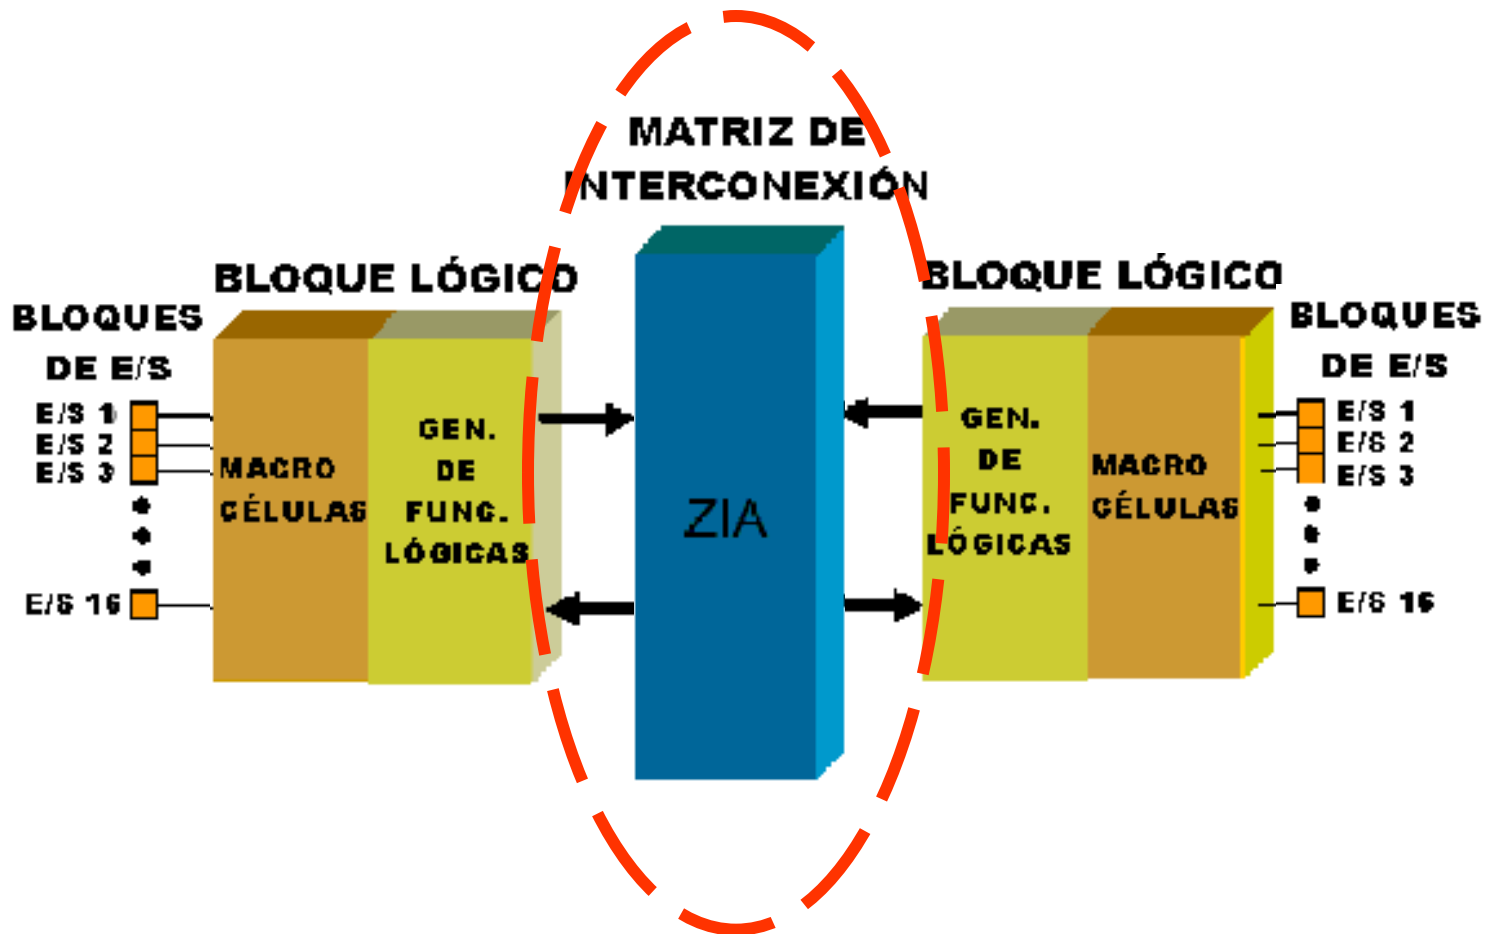 MATRIZ DE
INTERCONEXIÓN
BLOQUE LÓGICO
BLOQUES
DE E/S
E/S 1
E/S 2
E/S 3
E/S 16
MACRO
CÉLULAS
GEN.
DE
FUNC.
LÓGICAS
ZIA
BLOQUE LÓGICO
GEN.
DE
FUNC.
LÓGICAS
MACRO
CÉLULAS
BLOQUES
DE E/S
E/S 1
E/S 2
E/S 3
E/S 16